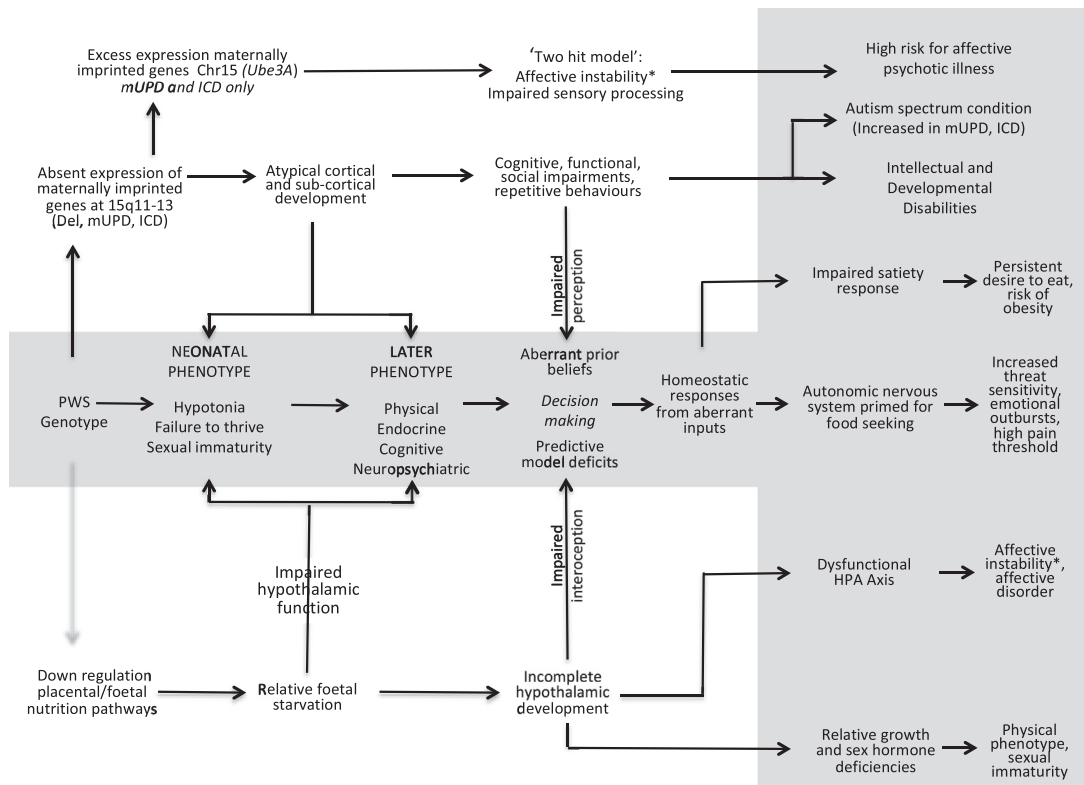 Excess expression maternally
imprinted genes Chr15 (Ube3A)
mUPD and ICD only
'Two hit model':
Affective instability*
Impaired sensory processing
High risk for affective
psychotic illness
Autism spectrum condition
(Increased in mUPD, ICD)
Absent expression of
maternally imprinted
genes at 15q11-13
(Del, mUPD, ICD)
Atypical cortical
and sub-cortical
development
Cognitive, functional,
social impairments,
repetitive behaviours
Intellectual and
Developmental
Disabilities
Impaired
perception
Impaired satiety
response
Persistent
desire to eat,
risk of
obesity
PWS
Genotype
NEONATAL
PHENOTYPE
Hypotonia
Failure to thrive
Sexual immaturity
LATER
PHENOTYPE
Physical
Endocrine
Cognitive
Neuropsychiatric
Aberrant prior
beliefs
Decision
making
Predictive
model deficits
Homeostatic
responses
from aberrant
inputs
Autonomic nervous
system primed for
food seeking
Increased
threat
sensitivity,
emotional
outbursts,
high pain
threshold
Impaired
hypothalamic
function
Impaired
interoception
Dysfunctional
HPA Axis
Affective
instability*,
affective
disorder
Down regulation
placental/foetal
nutrition pathways
Relative foetal
starvation
Incomplete
hypothalamic
development
Relative growth
and sex hormone
deficiencies
Physical
phenotype,
sexual
immaturity